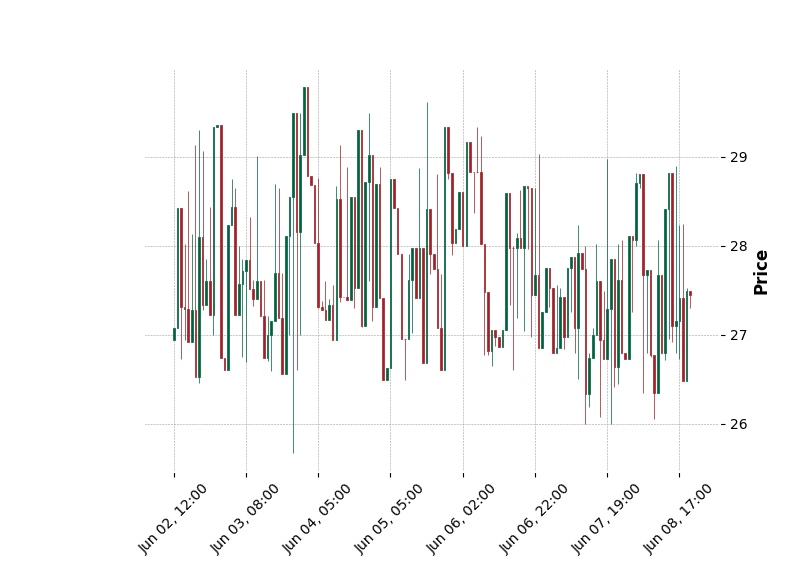 29
28
27
26
Price
Jun 02, 12:00
Jun 03, 08:00
Jun 04, 05:00
Jun 05, 05:00
Jun 06, 02:00
Jun 06, 22:00
Jun 07, 19:00
Jun 08, 17:00